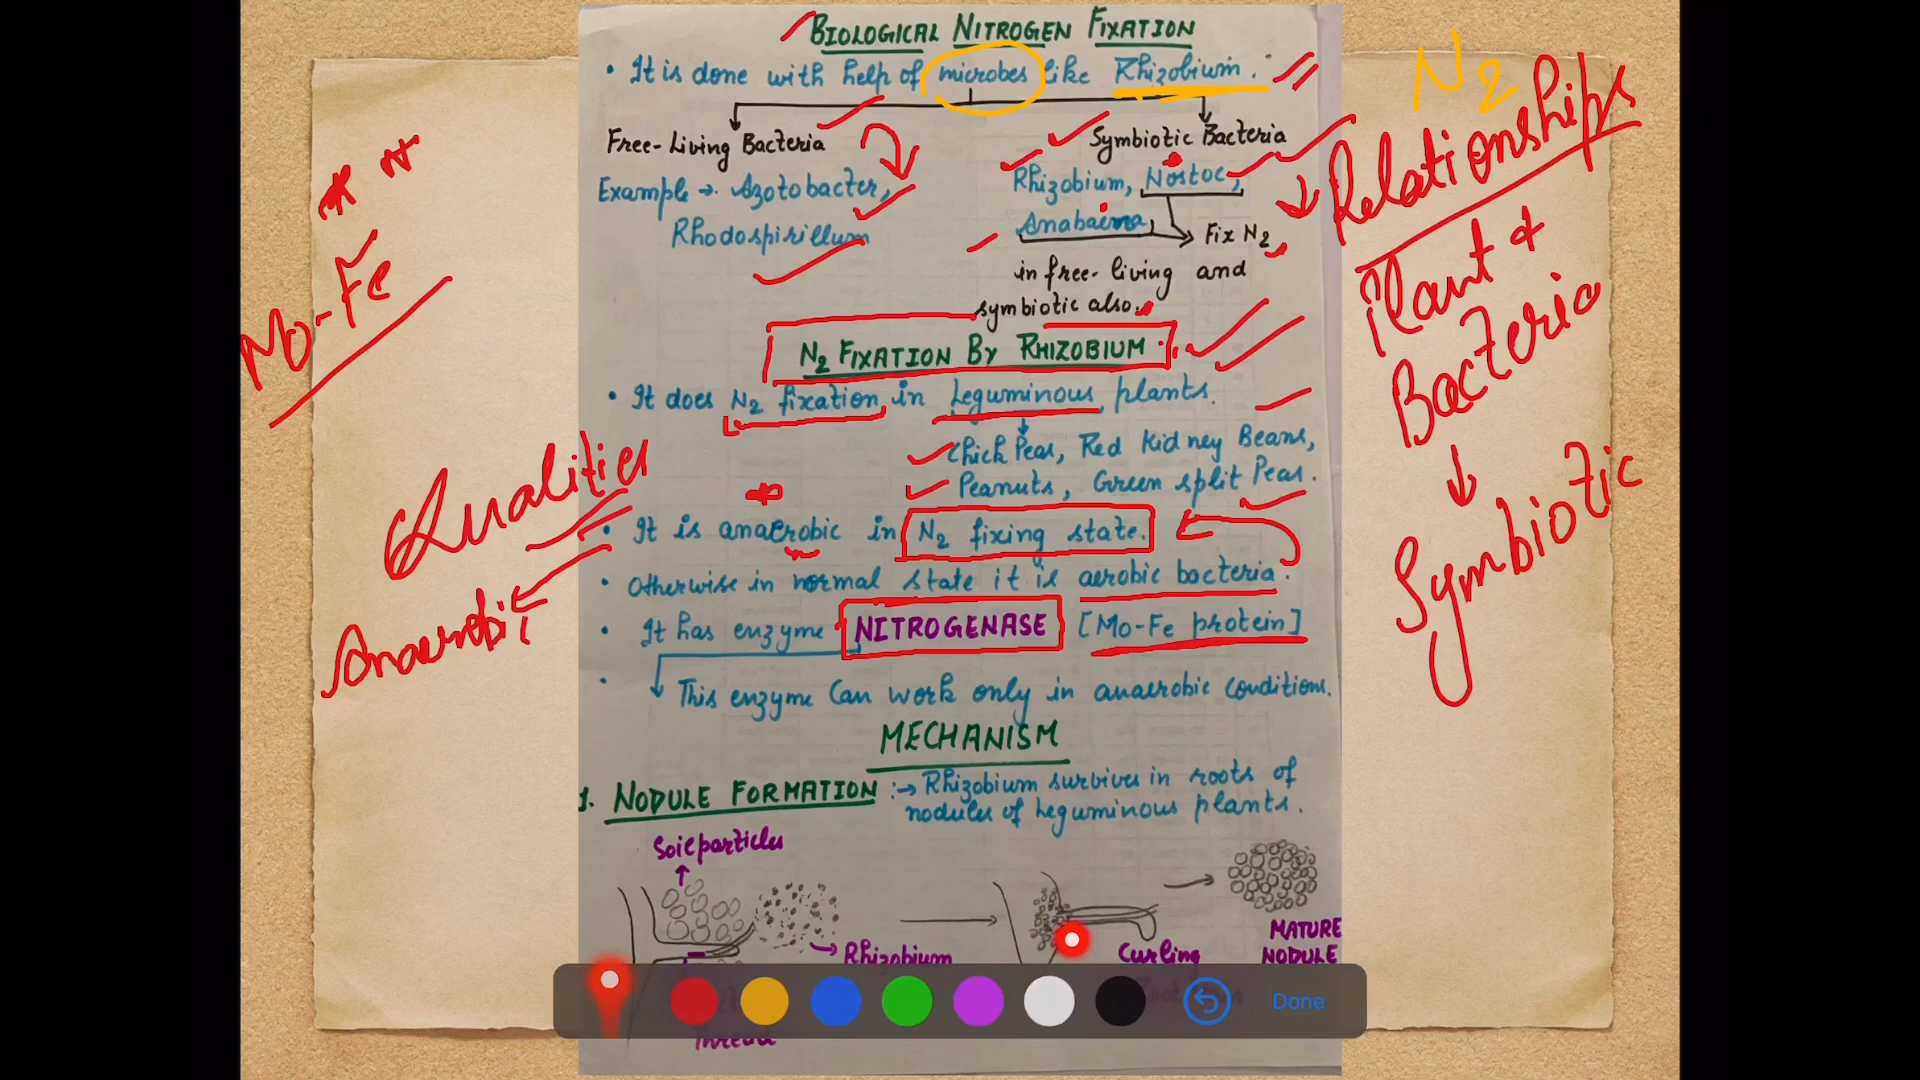 BIOLOGICAL NITROGEN FIXATION
• It is done with help of microbes like Rhizobium.
Free-Living Bacteria
Example → Azotobacter,
Rhodospirillum
Symbiotic Bacteria
Rhizobium, Nostoc,
Anabaena, Fix N2
in free-living and
symbiotic also.
N2 FIXATION BY RHIZOBIUM
• It does N2 fixation in Leguminous plants.
Chick Peas, Red Kidney Beans,
Peanuts, Green split Peas.
• It is anaerobic in N2 fixing state.
• Otherwise in normal state it is aerobic bacteria.
• It has enzyme NITROGENASE [Mo-Fe protein]
• This enzyme Can work only in anaerobic conditions.
MECHANISM
1. NODULE FORMATION :→ Rhizobium survives in roots of
nodules of Leguminous plants.
Soil particles
Rhizobium
Curling
MATURE
NODULE
thread
** 
Mo-Fe
Qualities
Anaerobic
N2
Relationships
Plant &
Bacteria
Symbiotic
Done